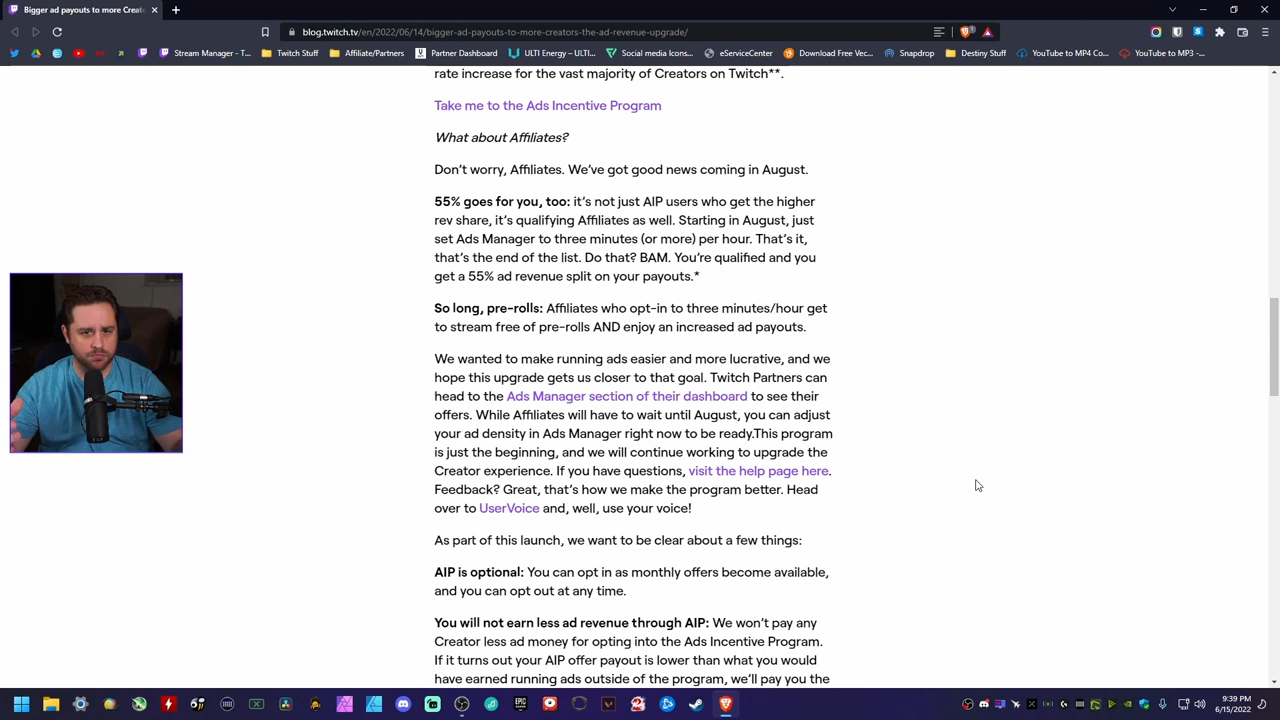 Bigger ad payouts to more Creato
blog.twitch.tv/en/2022/06/14/bigger-ad-payouts-to-more-creators-the-ad-revenue-upgrade/
Stream Manager - T...
Twitch Stuff
Affiliate/Partners
Partner Dashboard
ULTI Energy – ULTI...
Social media icons...
eServiceCenter
Download Free Vec...
Snapdrop
Destiny Stuff
YouTube to MP4 Co...
YouTube to MP3 -...
rate increase for the vast majority of Creators on Twitch**.
Take me to the Ads Incentive Program
What about Affiliates?
Don't worry, Affiliates. We've got good news coming in August.
55% goes for you, too: it's not just AIP users who get the higher
rev share, it's qualifying Affiliates as well. Starting in August, just
set Ads Manager to three minutes (or more) per hour. That's it,
that's the end of the list. Do that? BAM. You're qualified and you
get a 55% ad revenue split on your payouts.*
So long, pre-rolls: Affiliates who opt-in to three minutes/hour get
to stream free of pre-rolls AND enjoy an increased ad payouts.
We wanted to make running ads easier and more lucrative, and we
hope this upgrade gets us closer to that goal. Twitch Partners can
head to the Ads Manager section of their dashboard to see their
offers. While Affiliates will have to wait until August, you can adjust
your ad density in Ads Manager right now to be ready.This program
is just the beginning, and we will continue working to upgrade the
Creator experience. If you have questions, visit the help page here.
Feedback? Great, that's how we make the program better. Head
over to UserVoice and, well, use your voice!
As part of this launch, we want to be clear about a few things:
AIP is optional: You can opt in as monthly offers become available,
and you can opt out at any time.
You will not earn less ad revenue through AIP: We won't pay any
Creator less ad money for opting into the Ads Incentive Program.
If it turns out your AIP offer payout is lower than what you would
have earned running ads outside of the program, we'll pay you the
9:39 PM
6/15/2022